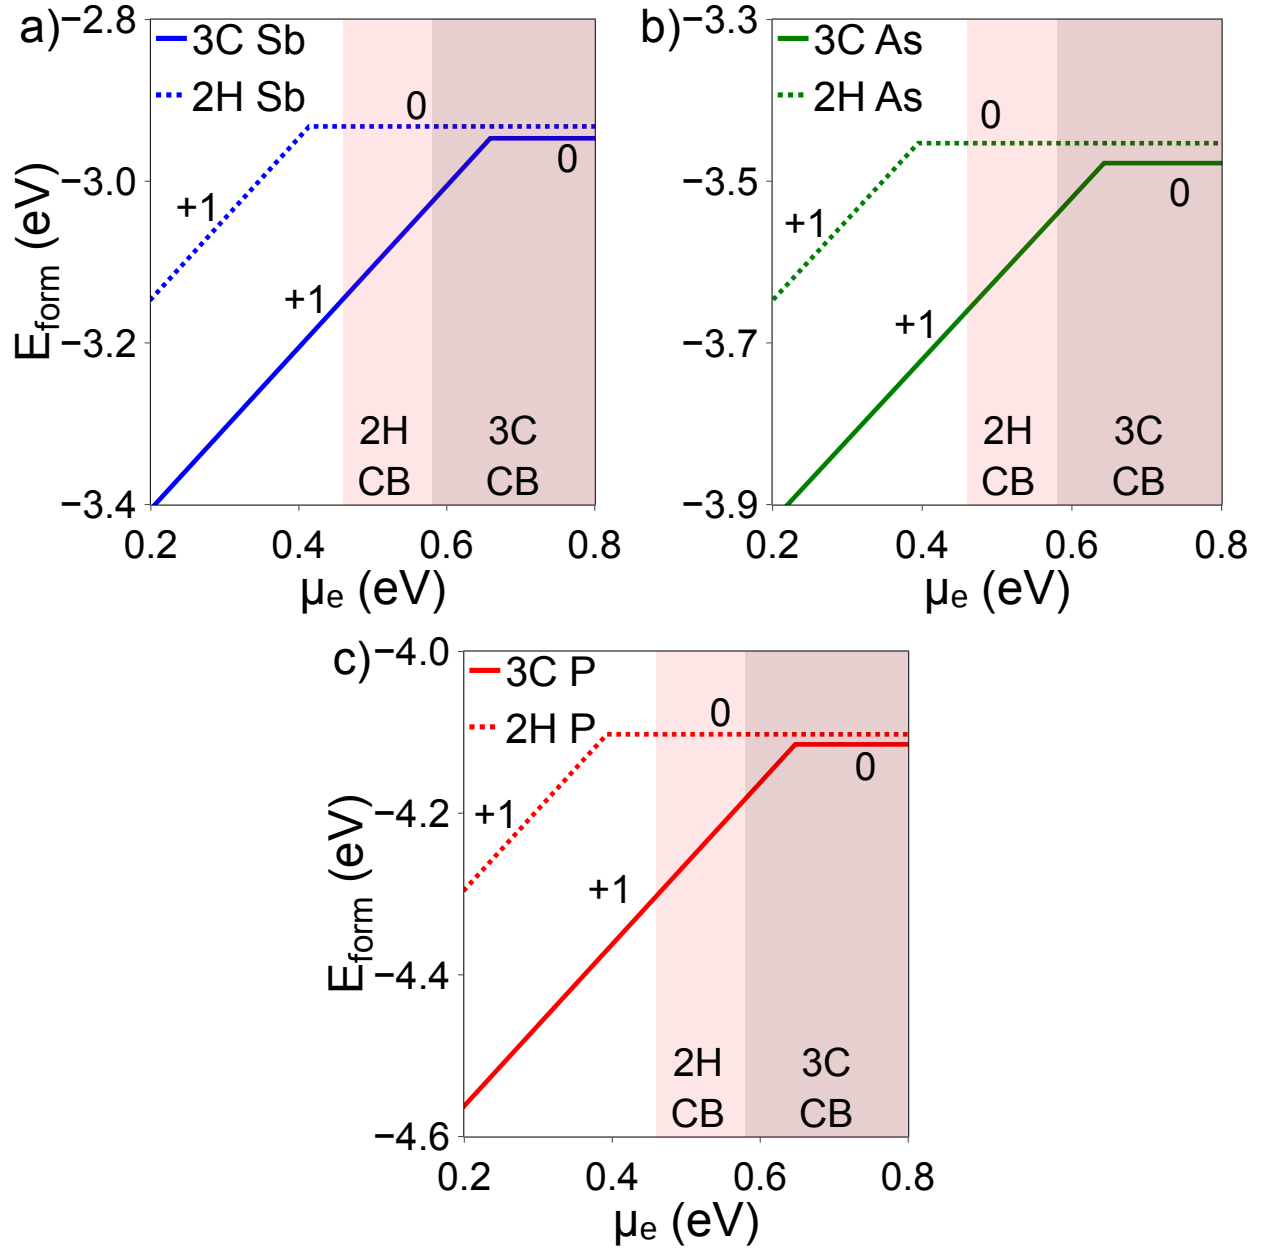 a)
−2.8
3C Sb
2H Sb
0
0
+1
+1
−3.0
−3.2
−3.4
E_form (eV)
2H
CB
3C
CB
0.2
0.4
0.6
0.8
μe (eV)
b)
−3.3
3C As
2H As
0
0
+1
+1
−3.5
−3.7
−3.9
2H
CB
3C
CB
0.2
0.4
0.6
0.8
μe (eV)
c)
−4.0
3C P
2H P
0
0
+1
+1
−4.2
−4.4
−4.6
E_form (eV)
2H
CB
3C
CB
0.2
0.4
0.6
0.8
μe (eV)